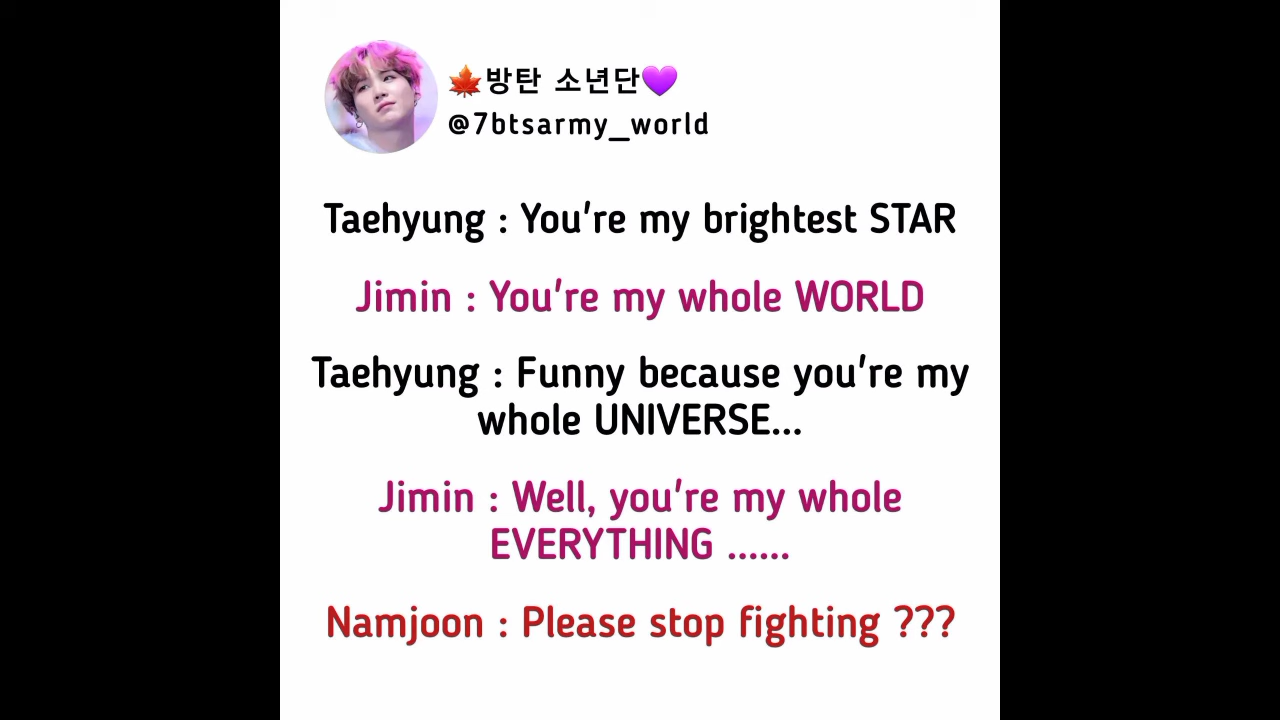 🍁방탄 소년단💜
@7btsarmy_world
Taehyung : You're my brightest STAR
Jimin : You're my whole WORLD
Taehyung : Funny because you're my
whole UNIVERSE...
Jimin : Well, you're my whole
EVERYTHING ......
Namjoon : Please stop fighting ???